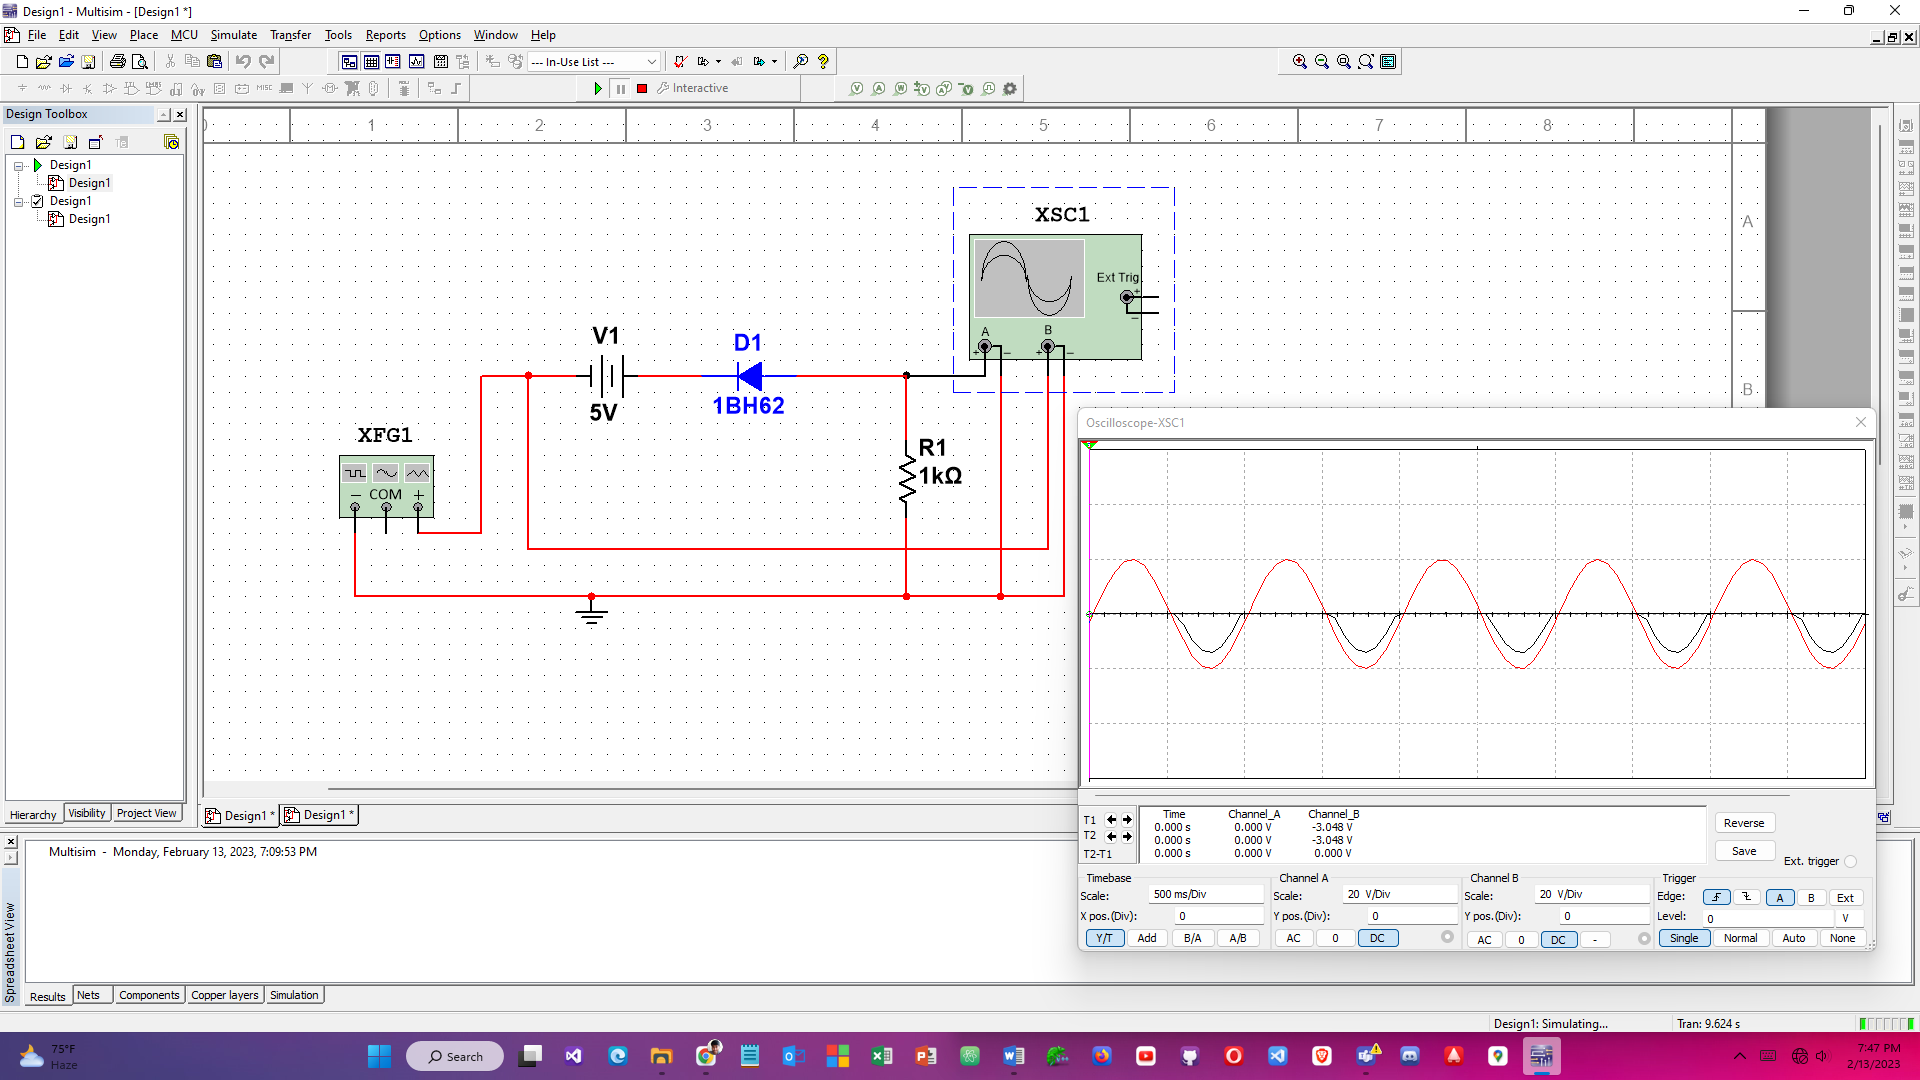 Design1 - Multisim - [Design1 *]
File Edit View Place MCU Simulate Transfer Tools Reports Options Window Help
--- In-Use List ---
Interactive
Design Toolbox
Design1
Design1
Design1
Design1
Hierarchy Visibility Project View
1 2 3 4 5 6 7 8
A
B
XSC1
Ext Trig
A B
V1
5V
D1
1BH62
XFG1
COM
R1
1kΩ
Design1 * Design1 *
Oscilloscope-XSC1
T1
T2
T2-T1
Time Channel_A Channel_B
0.000 s 0.000 V -3.048 V
0.000 s 0.000 V -3.048 V
0.000 s 0.000 V 0.000 V
Reverse
Save
Ext. trigger
Timebase
Scale: 500 ms/Div
X pos.(Div): 0
Y/T Add B/A A/B
Channel A
Scale: 20 V/Div
Y pos.(Div): 0
AC 0 DC
Channel B
Scale: 20 V/Div
Y pos.(Div): 0
AC 0 DC -
Trigger
Edge: A B Ext
Level: 0 V
Single Normal Auto None
Multisim - Monday, February 13, 2023, 7:09:53 PM
Spreadsheet View
Results Nets Components Copper layers Simulation
Design1: Simulating... Tran: 9.624 s
75°F
Haze
Search
7:47 PM
2/13/2023